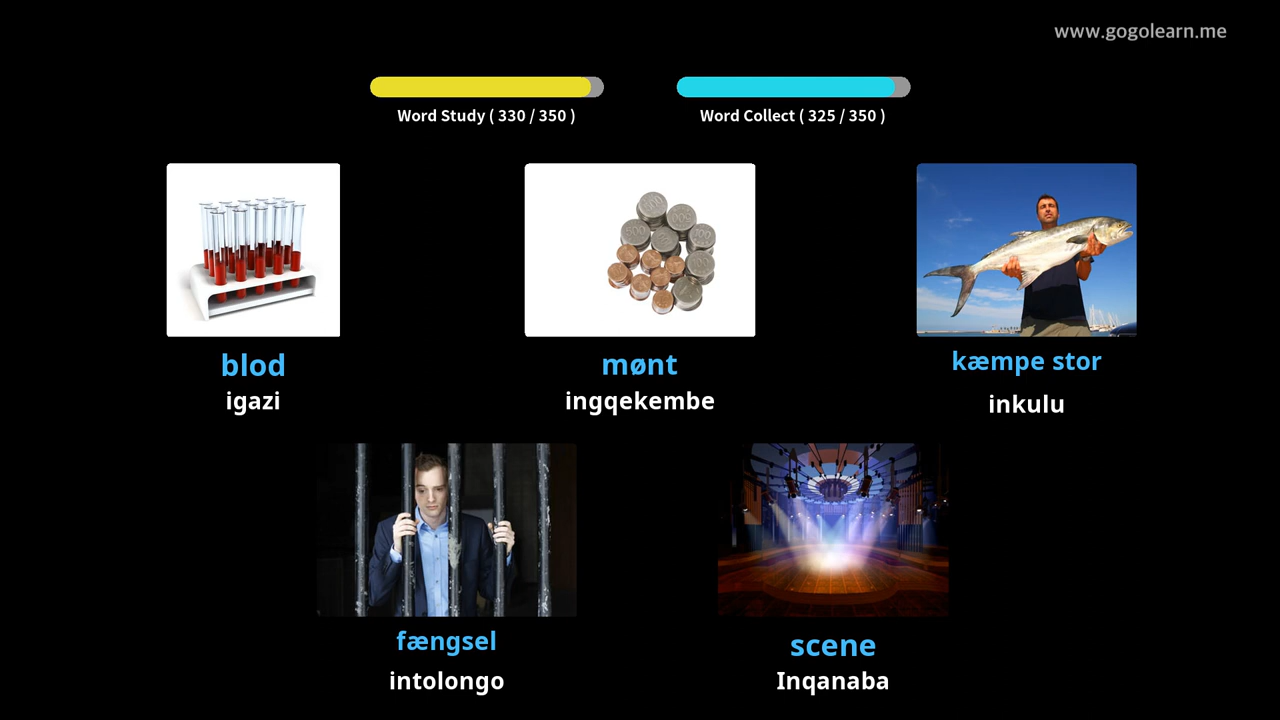 www.gogolearn.me
Word Study ( 330 / 350 )
Word Collect ( 325 / 350 )
blod
igazi
mønt
ingqekembe
kæmpe stor
inkulu
fængsel
intolongo
scene
Inqanaba